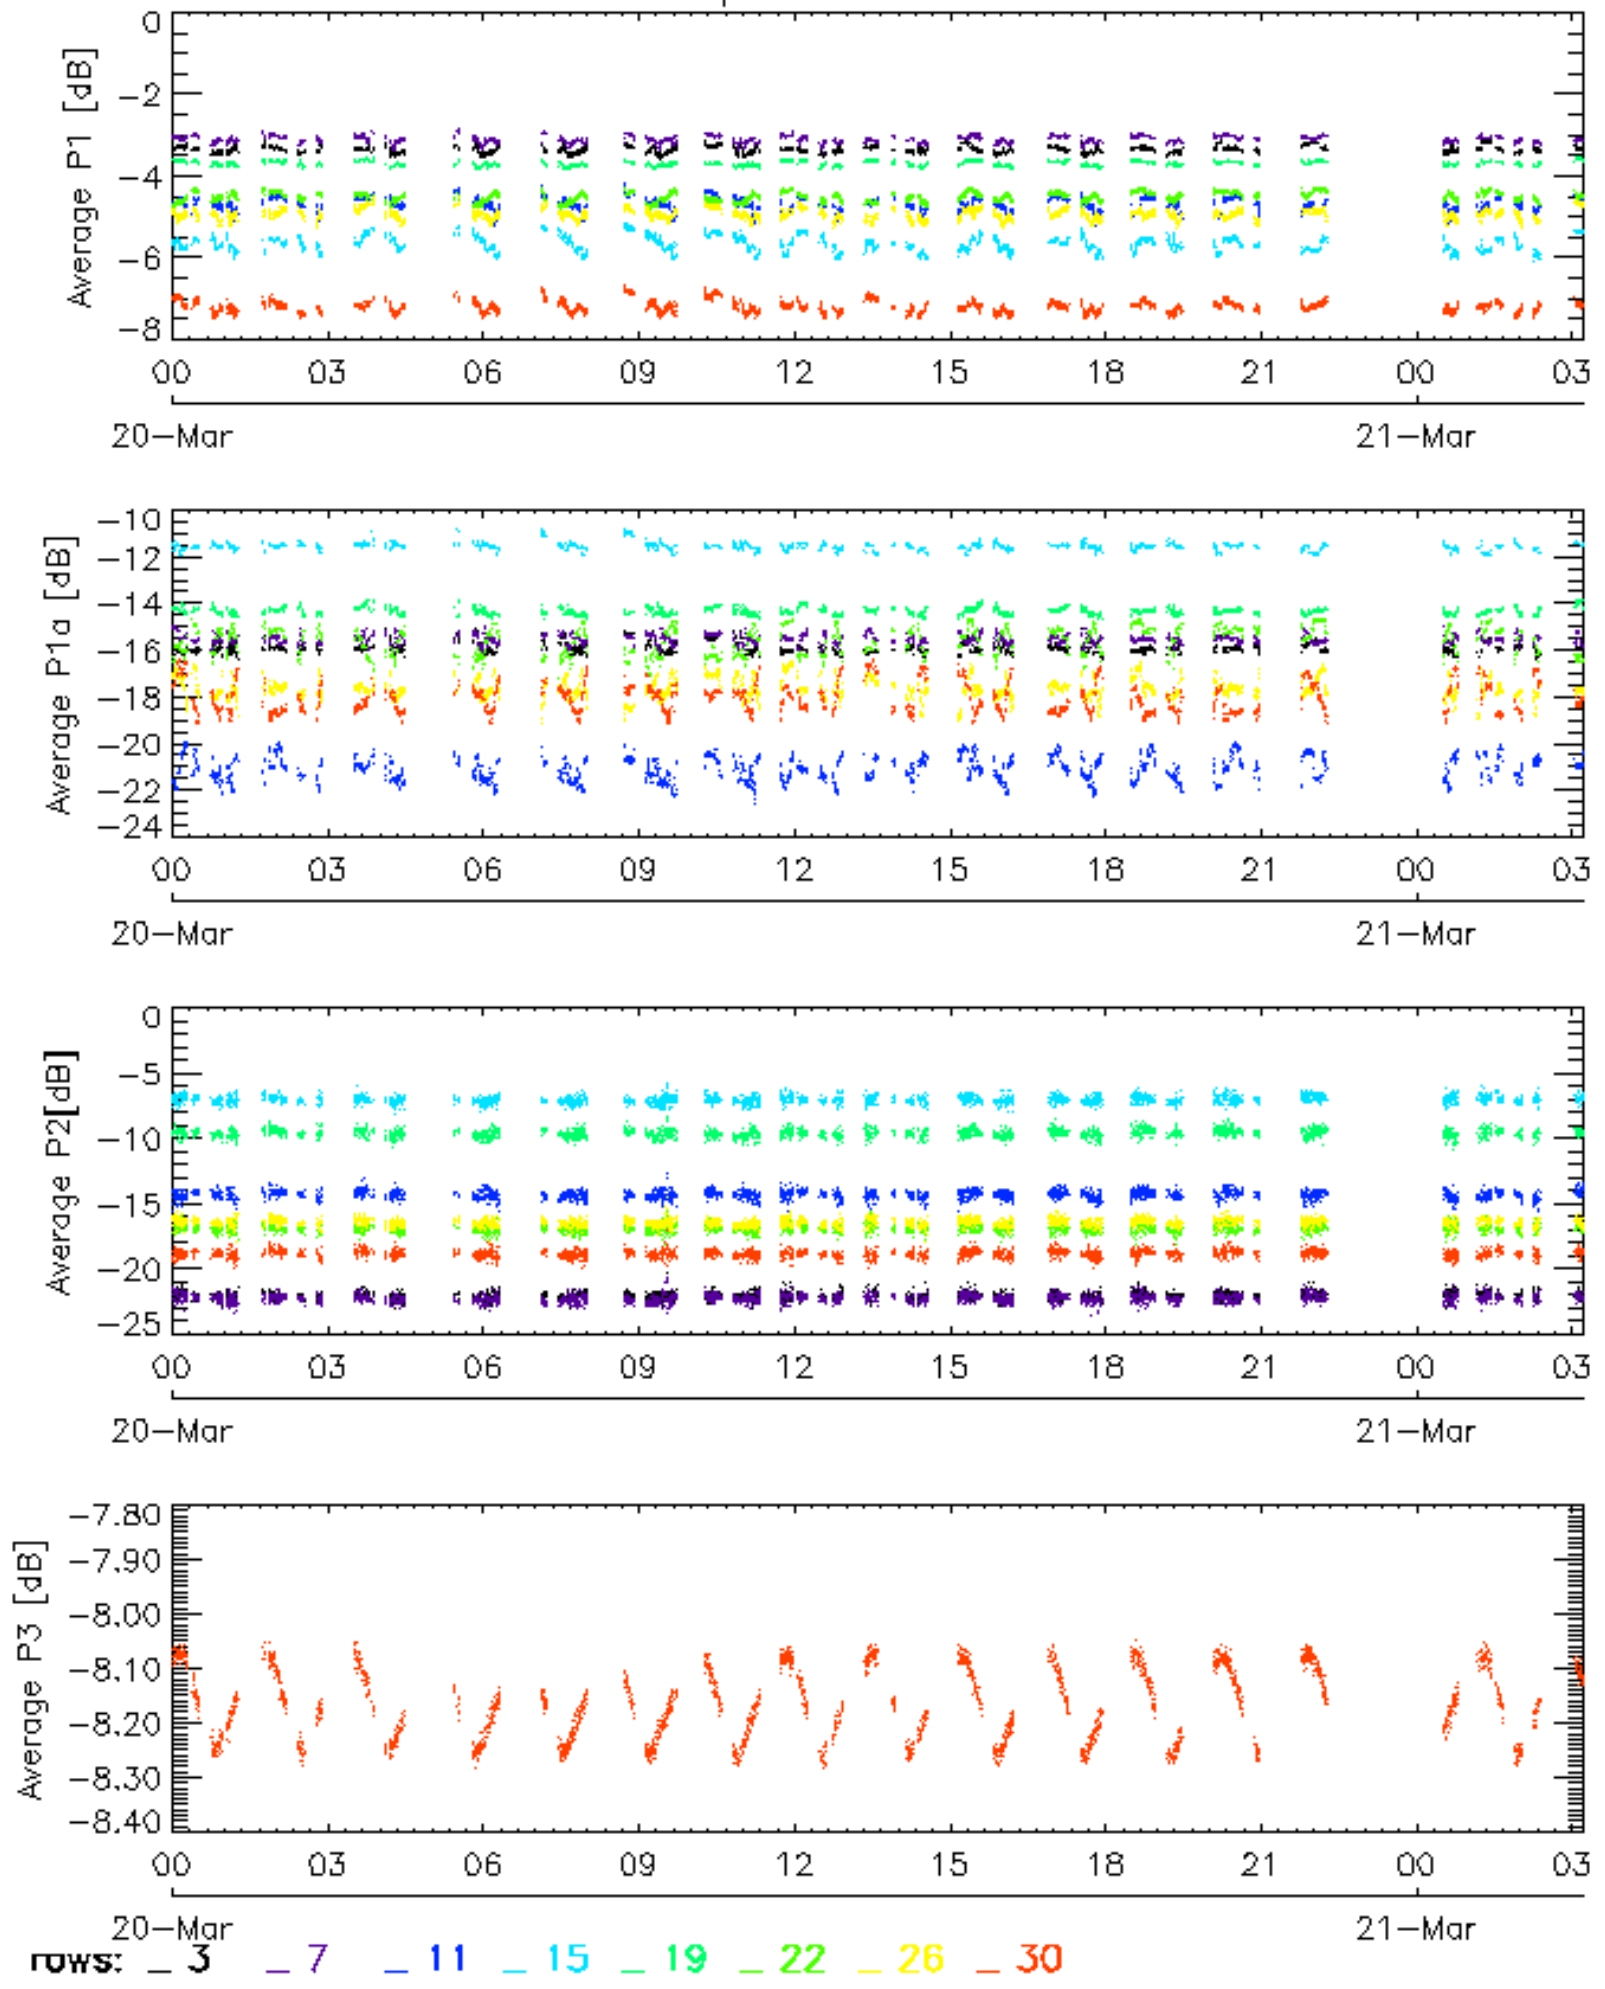 0
−2
−4
−6
−8
Average P1 [dB]
00 03 06 09 12 15 18 21 00 03
20−Mar 21−Mar
−10
−12
−14
−16
−18
−20
−22
−24
Average P1a [dB]
00 03 06 09 12 15 18 21 00 03
20−Mar 21−Mar
0
−5
−10
−15
−20
−25
Average P2[dB]
00 03 06 09 12 15 18 21 00 03
20−Mar 21−Mar
−7.80
−7.90
−8.00
−8.10
−8.20
−8.30
−8.40
Average P3 [dB]
00 03 06 09 12 15 18 21 00 03
20−Mar 21−Mar
rows: _ 3 _ 7 _ 11 _ 15 _ 19 _ 22 _ 26 _ 30